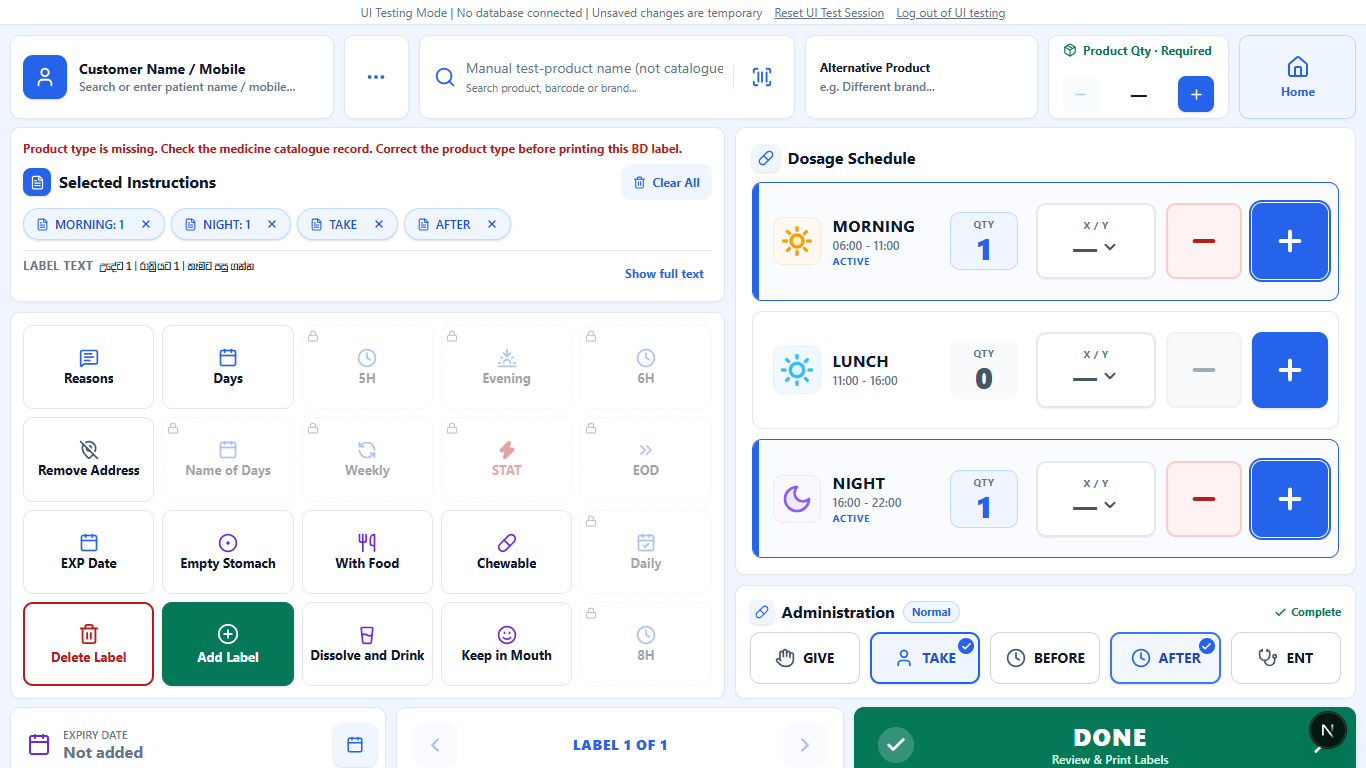 UI Testing Mode | No database connected | Unsaved changes are temporary Reset UI Test Session Log out of UI testing
Customer Name / Mobile
Search or enter patient name / mobile...
Manual test-product name (not catalogue
Search product, barcode or brand...
Alternative Product
e.g. Different brand...
Product Qty · Required
— 
Home
Product type is missing. Check the medicine catalogue record. Correct the product type before printing this BD label.
Selected Instructions
Clear All
MORNING: 1 ✕ NIGHT: 1 ✕ TAKE ✕ AFTER ✕
LABEL TEXT උදේට 1 | රාත්‍රියට 1 | කෑමට පසු ගන්න
Show full text
Reasons
Days
5H
Evening
6H
Remove Address
Name of Days
Weekly
STAT
EOD
EXP Date
Empty Stomach
With Food
Chewable
Daily
Delete Label
Add Label
Dissolve and Drink
Keep in Mouth
8H
Dosage Schedule
MORNING
06:00 - 11:00
ACTIVE
QTY
1
X / Y
—
LUNCH
11:00 - 16:00
QTY
0
X / Y
—
NIGHT
16:00 - 22:00
ACTIVE
QTY
1
X / Y
—
Administration Normal
Complete
GIVE
TAKE
BEFORE
AFTER
ENT
EXPIRY DATE
Not added
LABEL 1 OF 1
DONE
Review & Print Labels
N